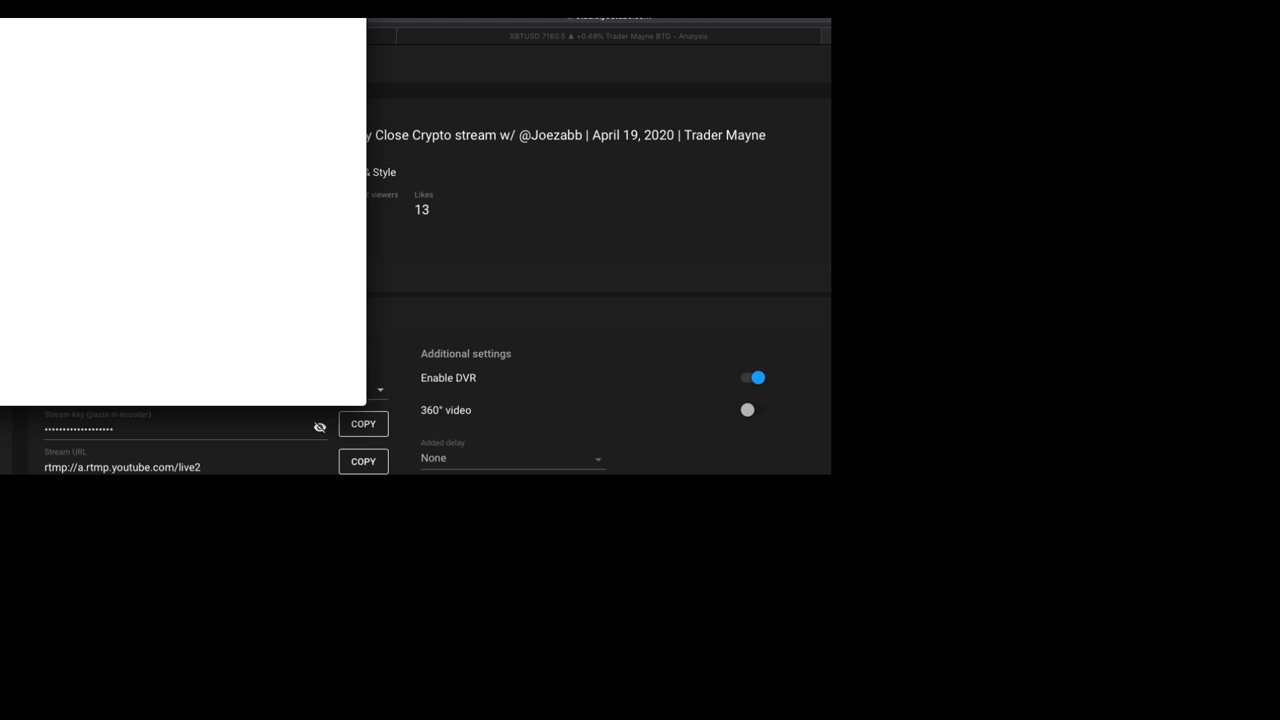 XBTUSD 7160.5 ▲ +0.49% Trader Mayne BTG - Analysis
y Close Crypto stream w/ @Joezabb | April 19, 2020 | Trader Mayne
& Style
viewers
Likes
13
Additional settings
Enable DVR
360° video
Stream key (paste in encoder)
•••••••••••••••••••
COPY
Added delay
None
Stream URL
rtmp://a.rtmp.youtube.com/live2
COPY